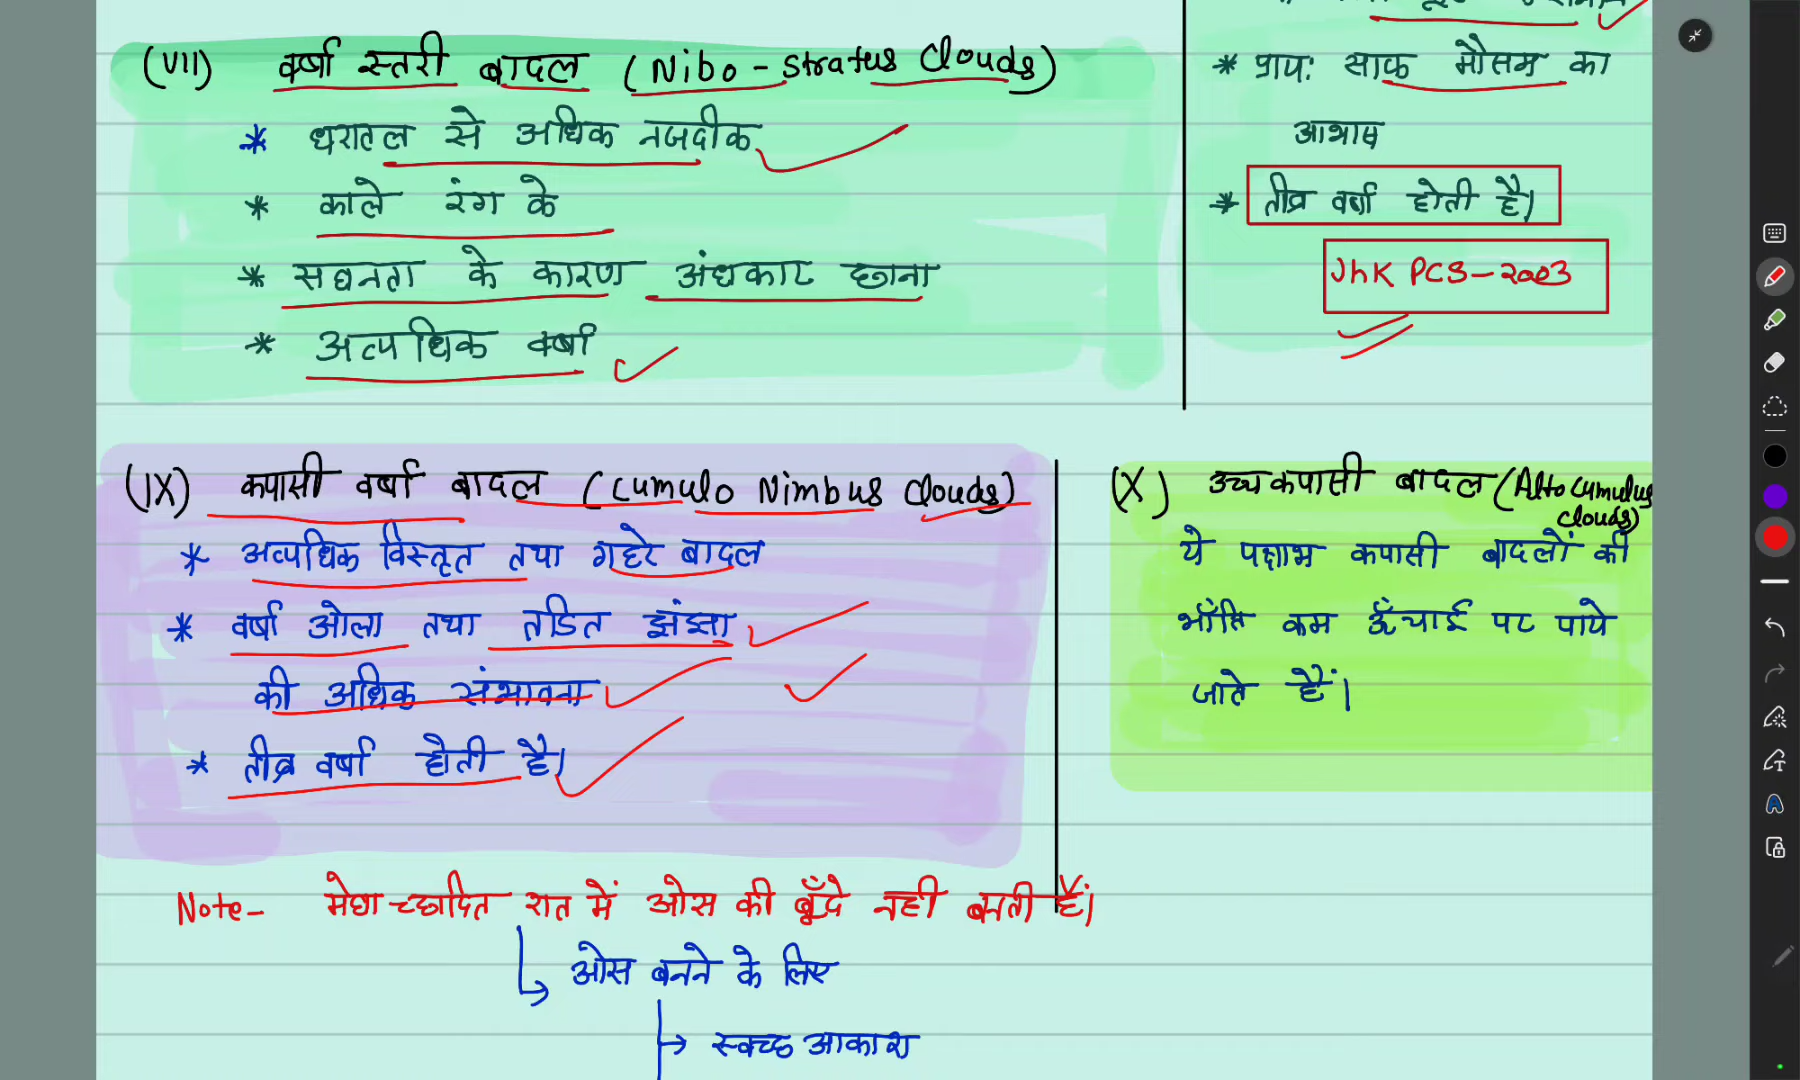 (VII) वर्षा स्तरी बादल (Nibo-stratus Clouds)
* धरातल से अधिक नजदीक
* काले रंग के
* सघनता के कारण अंधकार छाना
* अत्यधिक वर्षा
* प्राय: साफ मौसम का
आभाष
* तीव्र वर्षा होती है।
JhK PCS-2003
(IX) कपासी वर्षा बादल (Cumulo Nimbus Clouds)
* अत्यधिक विस्तृत तथा गहरे बादल
* वर्षा ओला तथा तडित झंझा
की अधिक संभावना
* तीव्र वर्षा होती है।
(X) उच्च कपासी बादल (Alto cumulus
clouds)
ये पक्षाभ कपासी बादलों की
भाँति कम ऊँचाई पर पाये
जाते हैं।
Note- मेघाच्छादित रात में ओस की बूँदे नही बनती हैं।
ओस बनने के लिए
स्वच्छ आकाश